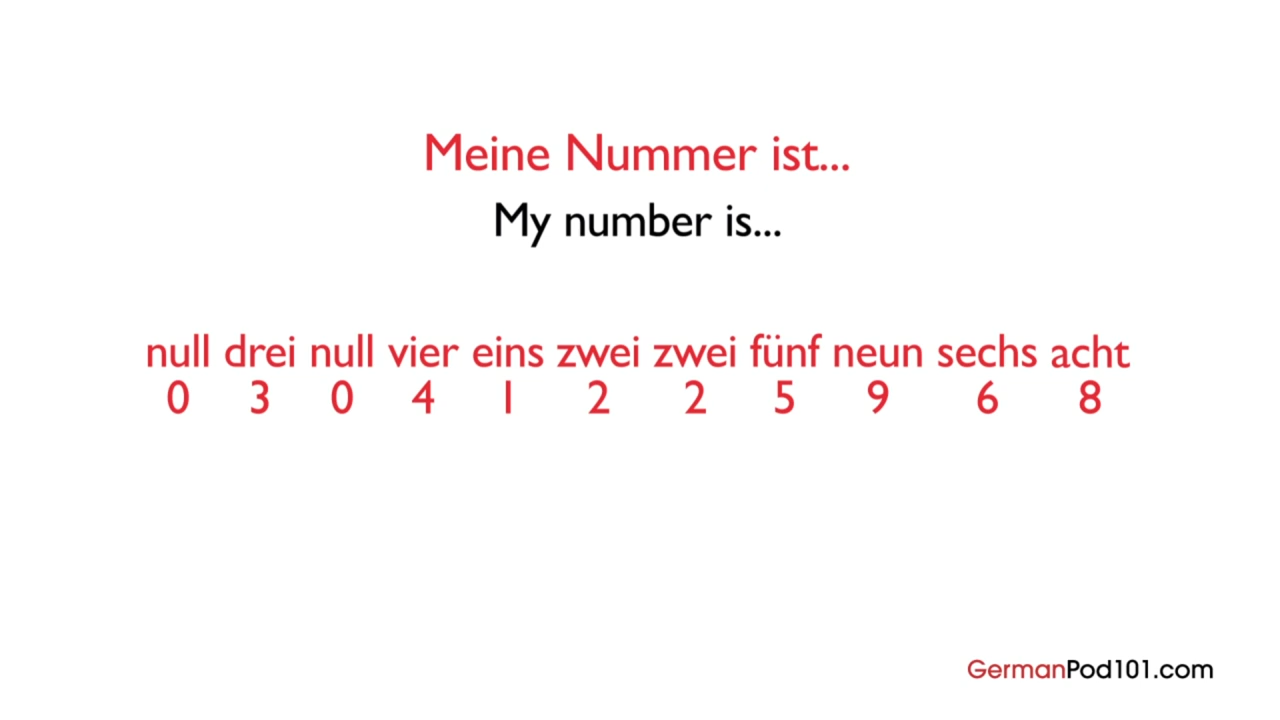 Meine Nummer ist...
My number is...
null drei null vier eins zwei zwei fünf neun sechs acht
0 3 0 4 1 2 2 5 9 6 8
GermanPod101.com